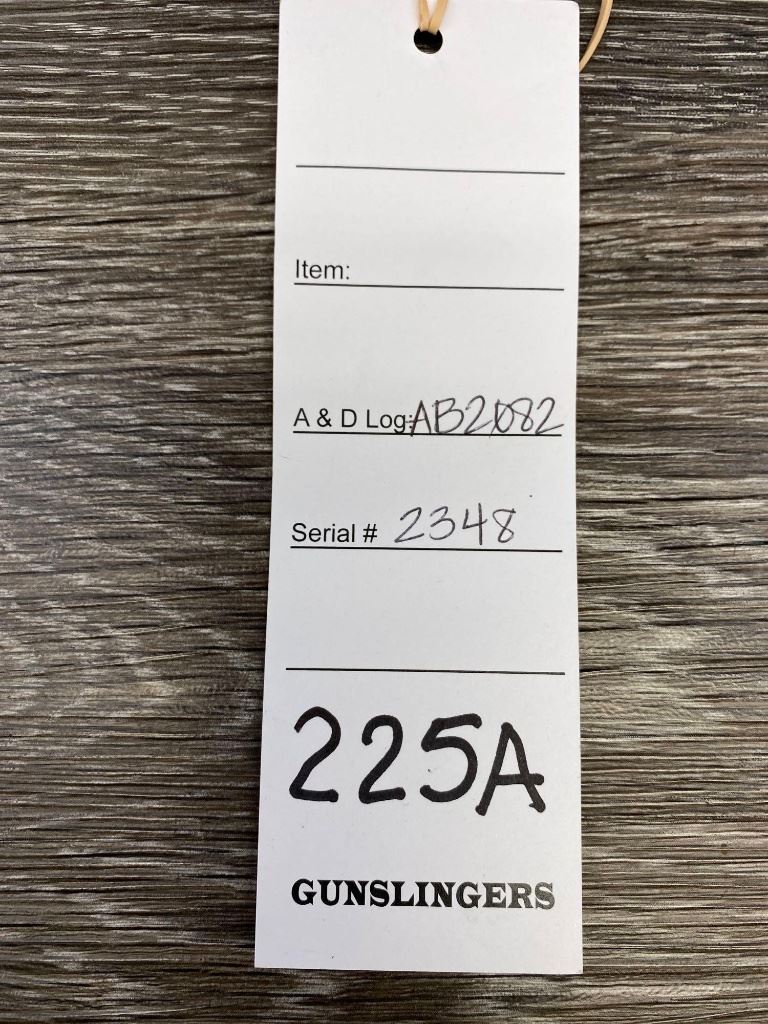 Item:
A & D Log: AB2082
Serial # 2348
225A
GUNSLINGERS